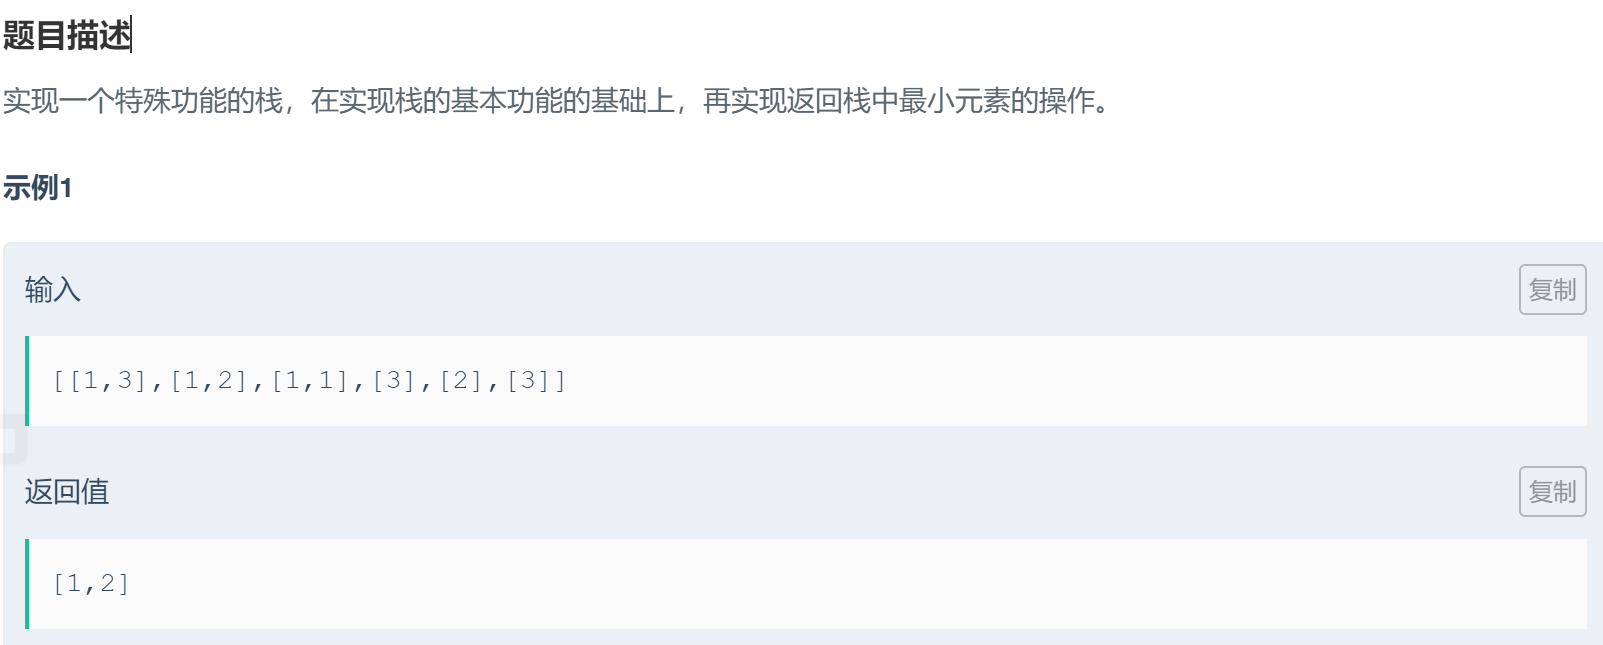 题目描述
实现一个特殊功能的栈，在实现栈的基本功能的基础上，再实现返回栈中最小元素的操作。
示例1
输入
复制
[[1,3],[1,2],[1,1],[3],[2],[3]]
返回值
复制
[1,2]